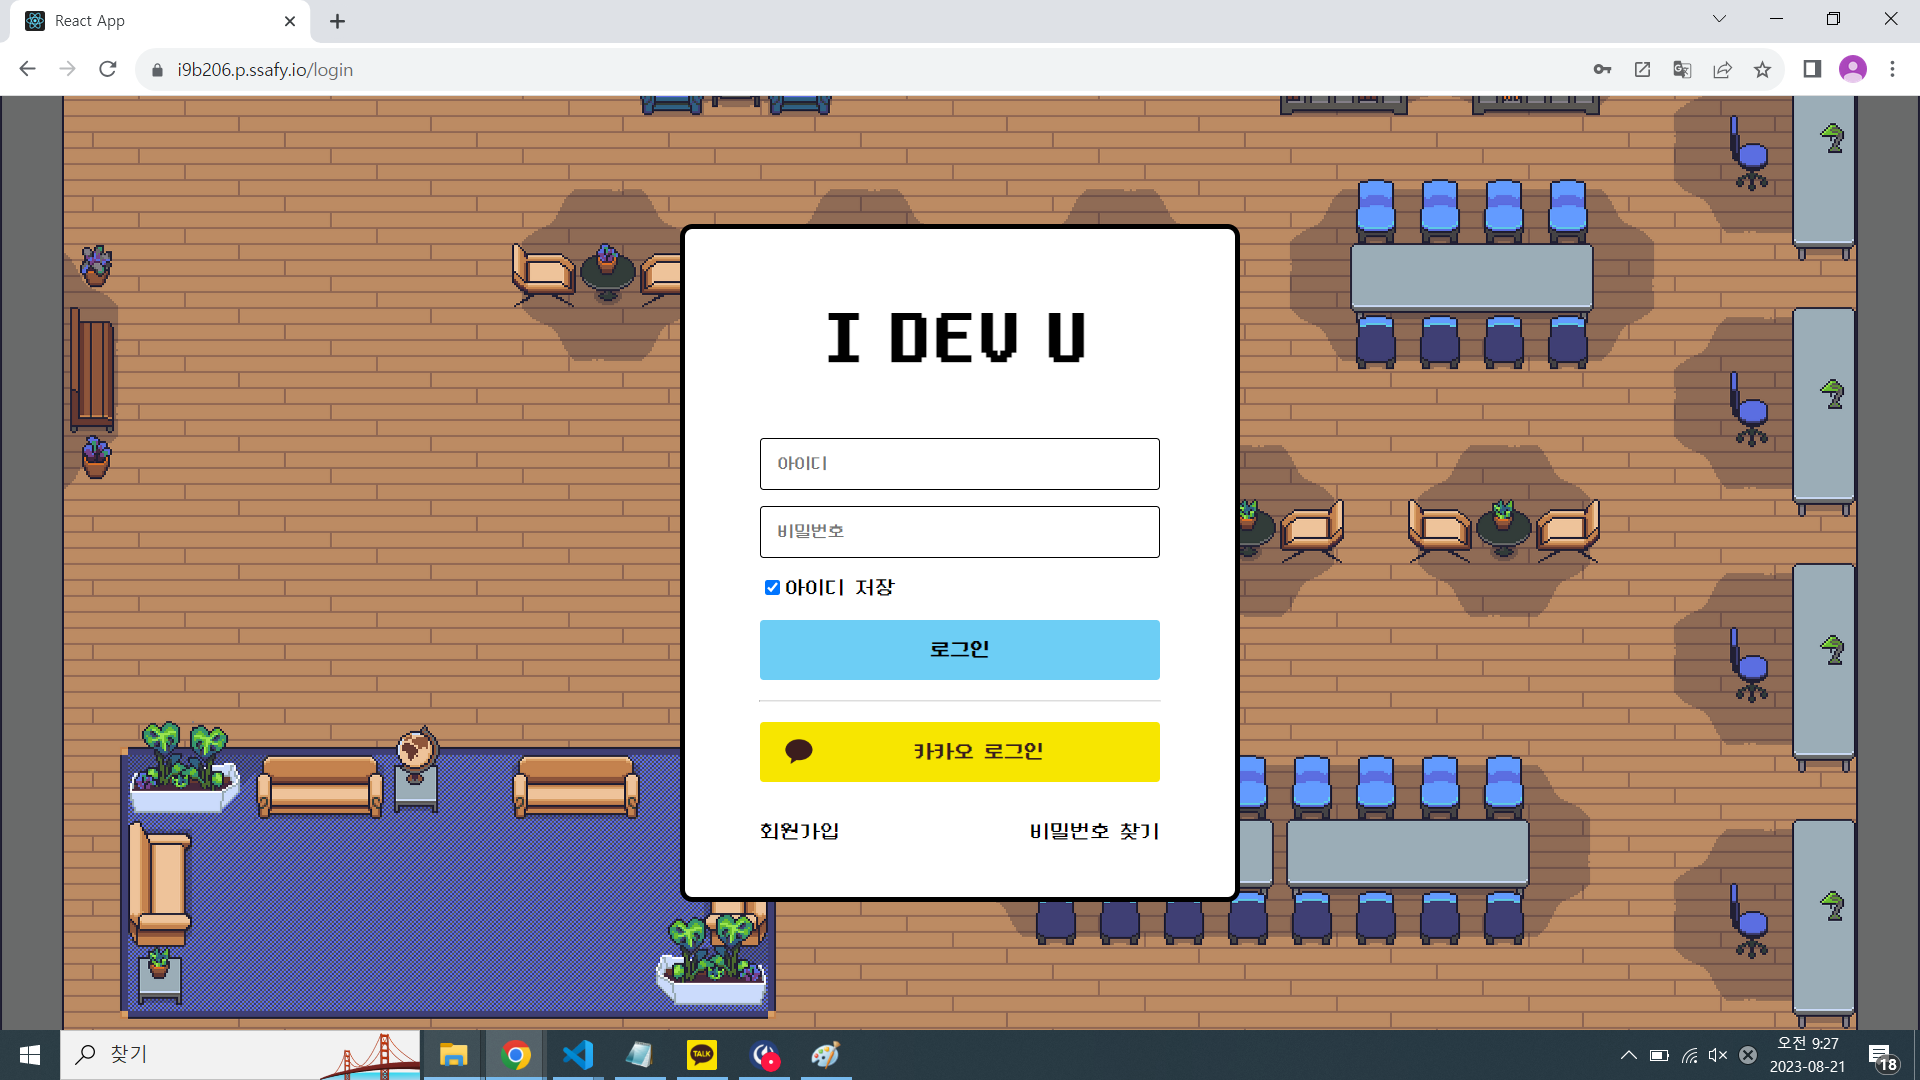 React App
i9b206.p.ssafy.io/login
I DEV U
아이디
비밀번호
아이디 저장
로그인
카카오 로그인
회원가입
비밀번호 찾기
찾기
TALK
오전 9:27
2023-08-21
18